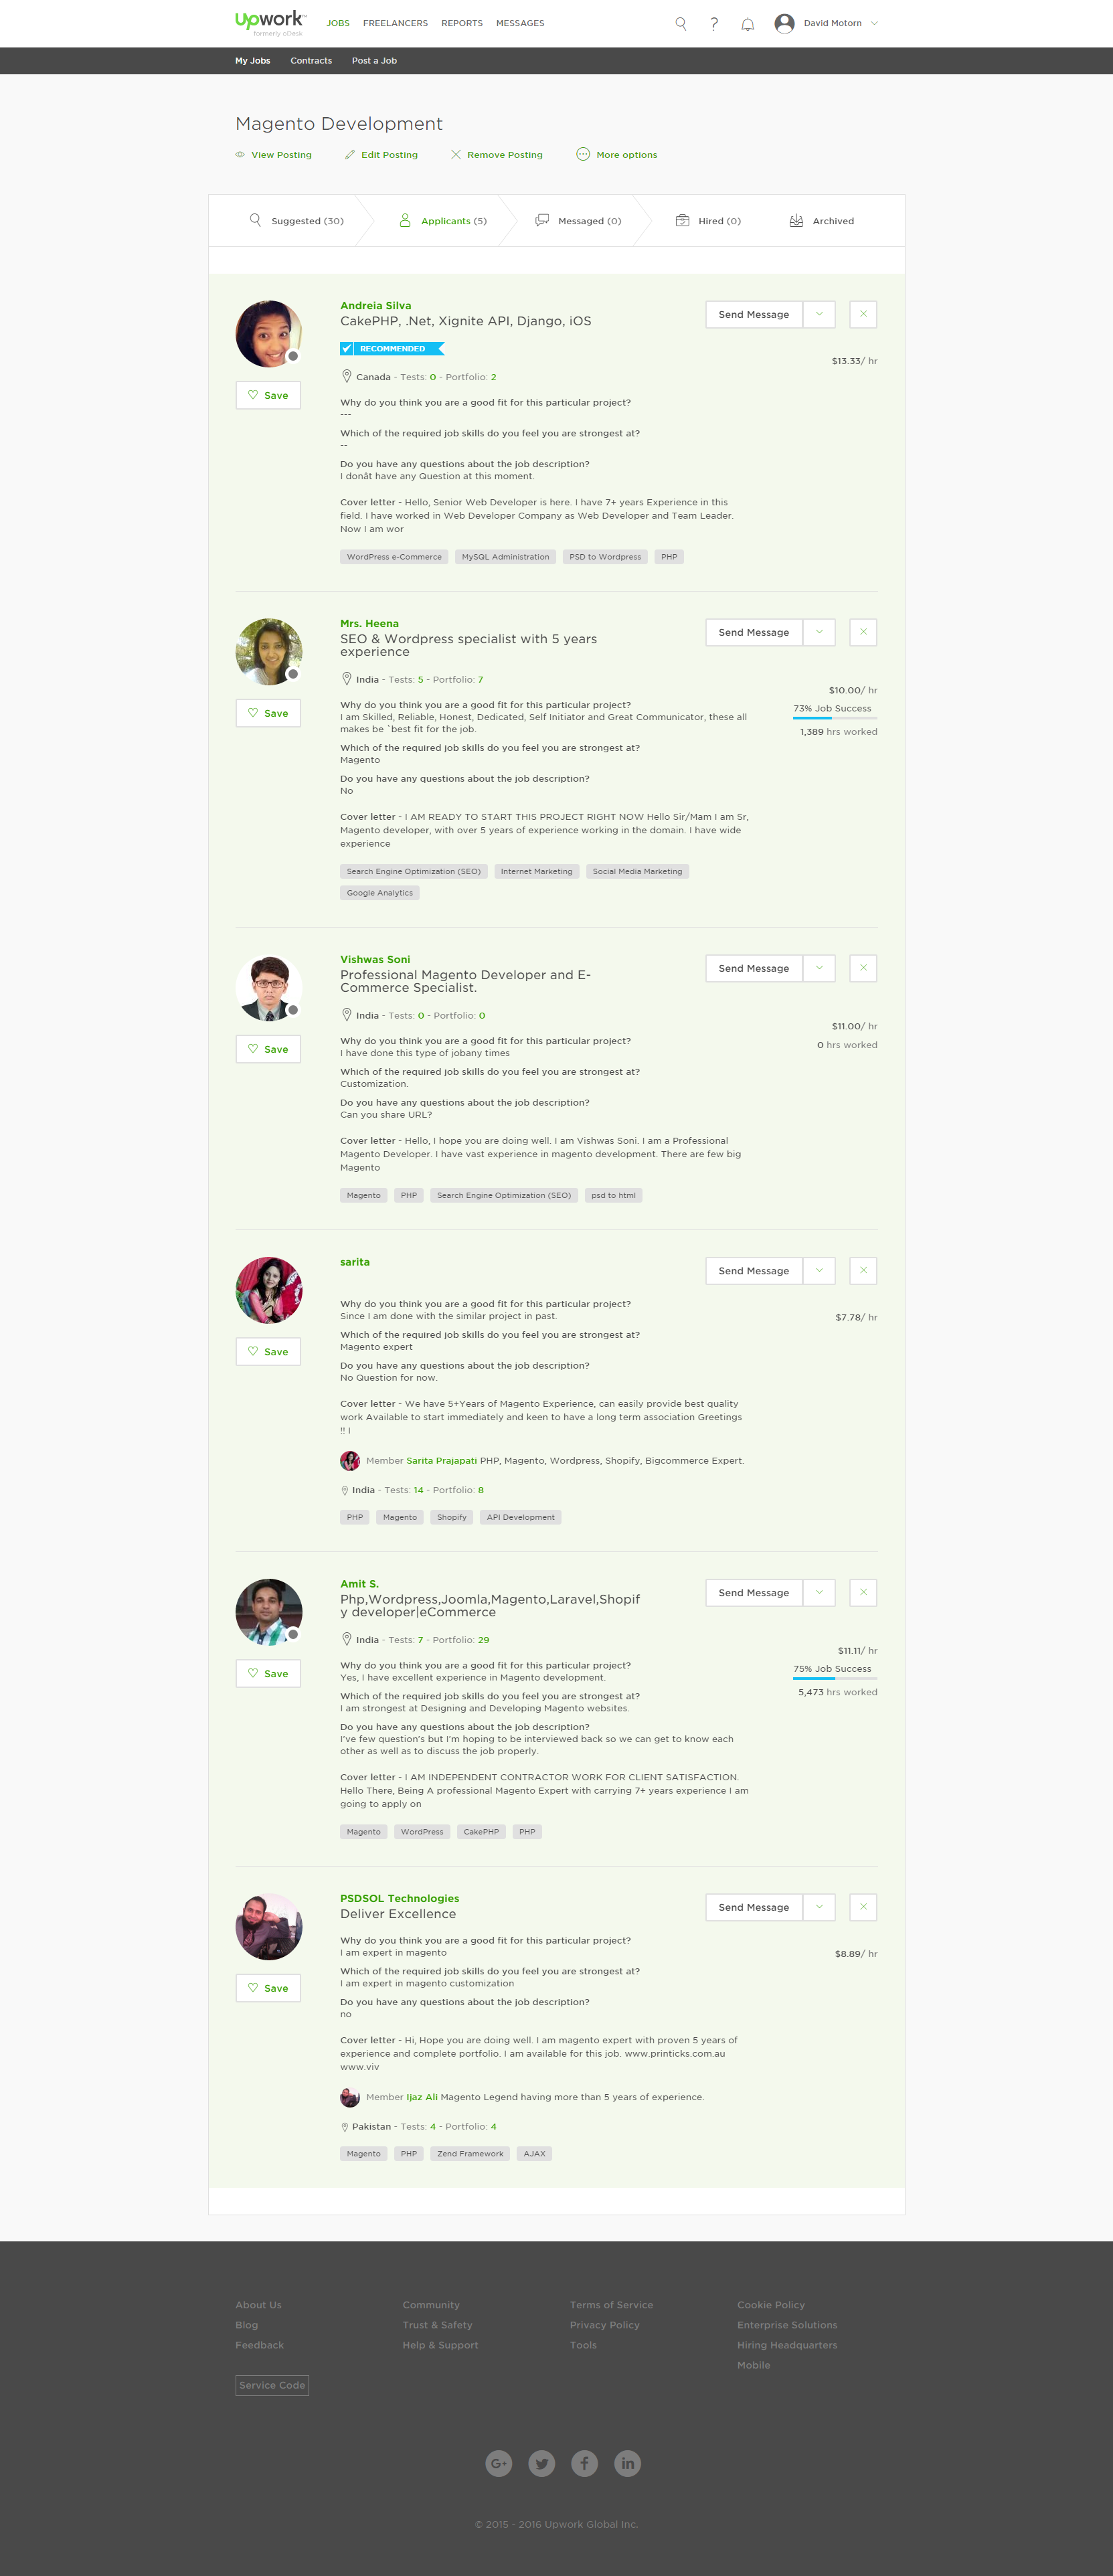 upwork™
formerly oDesk
JOBS FREELANCERS REPORTS MESSAGES
David Motorn
My Jobs Contracts Post a Job
Magento Development
View Posting Edit Posting Remove Posting More options
Suggested (30) Applicants (5) Messaged (0) Hired (0) Archived
Andreia Silva
CakePHP, .Net, Xignite API, Django, iOS
Send Message
RECOMMENDED
$13.33/ hr
Canada - Tests: 0 - Portfolio: 2
Save
Why do you think you are a good fit for this particular project?
---
Which of the required job skills do you feel you are strongest at?
--
Do you have any questions about the job description?
I donât have any Question at this moment.
Cover letter - Hello, Senior Web Developer is here. I have 7+ years Experience in this
field. I have worked in Web Developer Company as Web Developer and Team Leader.
Now I am wor
WordPress e-Commerce MySQL Administration PSD to Wordpress PHP
Mrs. Heena
SEO & Wordpress specialist with 5 years
experience
Send Message
India - Tests: 5 - Portfolio: 7
$10.00/ hr
73% Job Success
1,389 hrs worked
Save
Why do you think you are a good fit for this particular project?
I am Skilled, Reliable, Honest, Dedicated, Self Initiator and Great Communicator, these all
makes be `best fit for the job.
Which of the required job skills do you feel you are strongest at?
Magento
Do you have any questions about the job description?
No
Cover letter - I AM READY TO START THIS PROJECT RIGHT NOW Hello Sir/Mam I am Sr,
Magento developer, with over 5 years of experience working in the domain. I have wide
experience
Search Engine Optimization (SEO) Internet Marketing Social Media Marketing
Google Analytics
Vishwas Soni
Professional Magento Developer and E-
Commerce Specialist.
Send Message
India - Tests: 0 - Portfolio: 0
$11.00/ hr
0 hrs worked
Save
Why do you think you are a good fit for this particular project?
I have done this type of jobany times
Which of the required job skills do you feel you are strongest at?
Customization.
Do you have any questions about the job description?
Can you share URL?
Cover letter - Hello, I hope you are doing well. I am Vishwas Soni. I am a Professional
Magento Developer. I have vast experience in magento development. There are few big
Magento
Magento PHP Search Engine Optimization (SEO) psd to html
sarita
Send Message
$7.78/ hr
Save
Why do you think you are a good fit for this particular project?
Since I am done with the similar project in past.
Which of the required job skills do you feel you are strongest at?
Magento expert
Do you have any questions about the job description?
No Question for now.
Cover letter - We have 5+Years of Magento Experience, can easily provide best quality
work Available to start immediately and keen to have a long term association Greetings
!! I
Member Sarita Prajapati PHP, Magento, Wordpress, Shopify, Bigcommerce Expert.
India - Tests: 14 - Portfolio: 8
PHP Magento Shopify API Development
Amit S.
Php,Wordpress,Joomla,Magento,Laravel,Shopif
y developer|eCommerce
Send Message
India - Tests: 7 - Portfolio: 29
$11.11/ hr
75% Job Success
5,473 hrs worked
Save
Why do you think you are a good fit for this particular project?
Yes, I have excellent experience in Magento development.
Which of the required job skills do you feel you are strongest at?
I am strongest at Designing and Developing Magento websites.
Do you have any questions about the job description?
I've few question's but I'm hoping to be interviewed back so we can get to know each
other as well as to discuss the job properly.
Cover letter - I AM INDEPENDENT CONTRACTOR WORK FOR CLIENT SATISFACTION.
Hello There, Being A professional Magento Expert with carrying 7+ years experience I am
going to apply on
Magento WordPress CakePHP PHP
PSDSOL Technologies
Deliver Excellence
Send Message
$8.89/ hr
Save
Why do you think you are a good fit for this particular project?
I am expert in magento
Which of the required job skills do you feel you are strongest at?
I am expert in magento customization
Do you have any questions about the job description?
no
Cover letter - Hi, Hope you are doing well. I am magento expert with proven 5 years of
experience and complete portfolio. I am available for this job. www.printicks.com.au
www.viv
Member Ijaz Ali Magento Legend having more than 5 years of experience.
Pakistan - Tests: 4 - Portfolio: 4
Magento PHP Zend Framework AJAX
About Us Community Terms of Service Cookie Policy
Blog Trust & Safety Privacy Policy Enterprise Solutions
Feedback Help & Support Tools Hiring Headquarters
Mobile
Service Code
© 2015 - 2016 Upwork Global Inc.